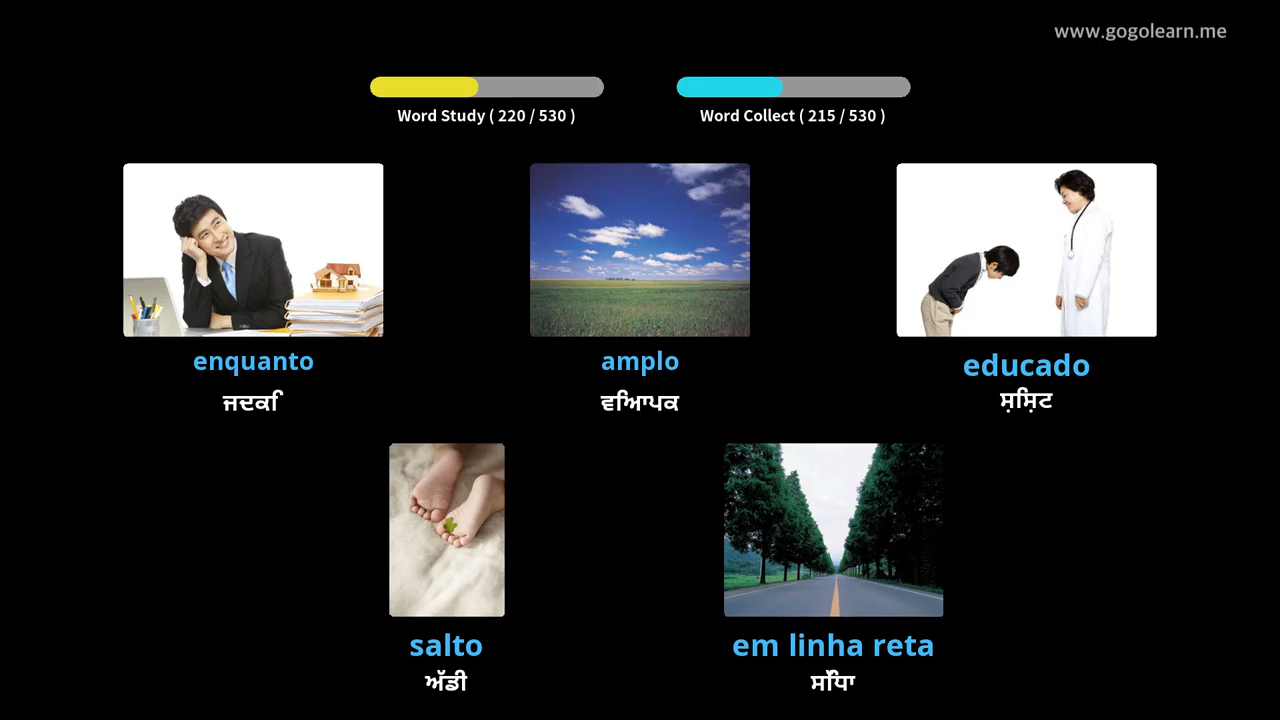 www.gogolearn.me
Word Study ( 220 / 530 )
Word Collect ( 215 / 530 )
enquanto
ਜਦਕਿ
amplo
ਵਿਆਪਕ
educado
ਸ਼ਿਸ਼ਟ
salto
ਅੱਡੀ
em linha reta
ਸਿੱਧਾ